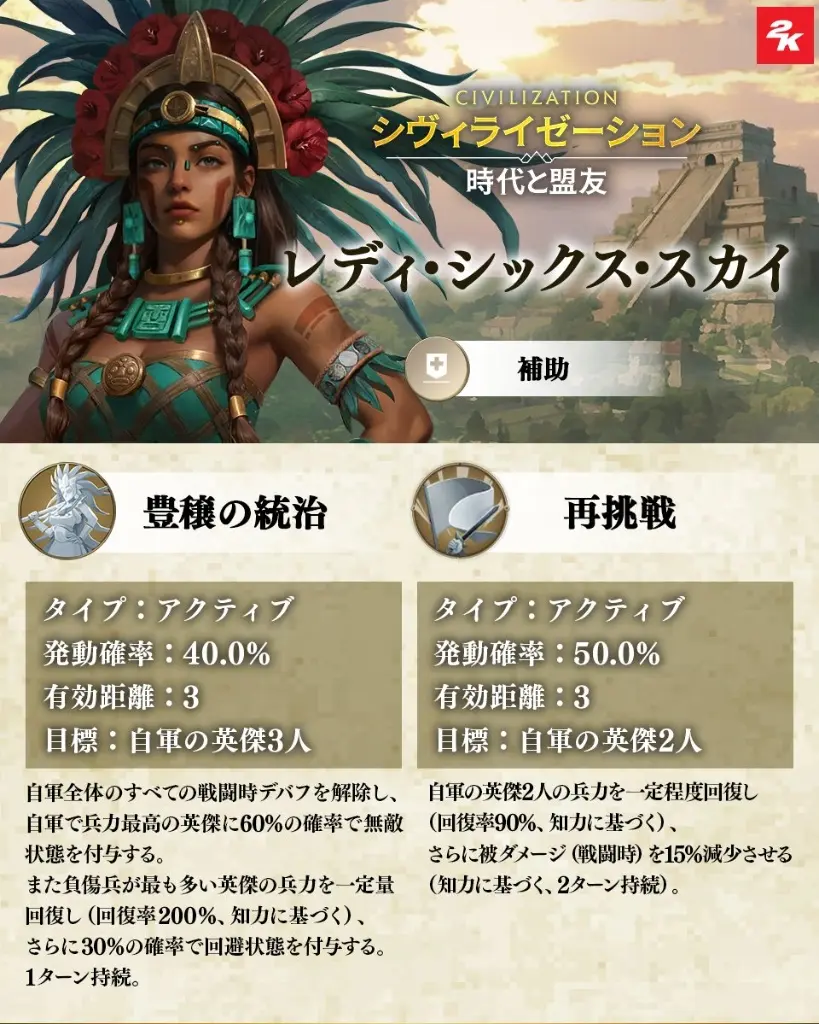 2K
CIVILIZATION
シヴィライゼーション
時代と盟友
レディ・シックス・スカイ
補助
豊穣の統治
タイプ：アクティブ
発動確率：40.0%
有効距離：3
目標：自軍の英傑3人
自軍全体のすべての戦闘時デバフを解除し、
自軍で兵力最高の英傑に60%の確率で無敵
状態を付与する。
また負傷兵が最も多い英傑の兵力を一定量
回復し（回復率200%、知力に基づく）、
さらに30%の確率で回避状態を付与する。
1ターン持続。
再挑戦
タイプ：アクティブ
発動確率：50.0%
有効距離：3
目標：自軍の英傑2人
自軍の英傑2人の兵力を一定程度回復し
（回復率90%、知力に基づく）、
さらに被ダメージ（戦闘時）を15%減少させる
（知力に基づく、2ターン持続）。